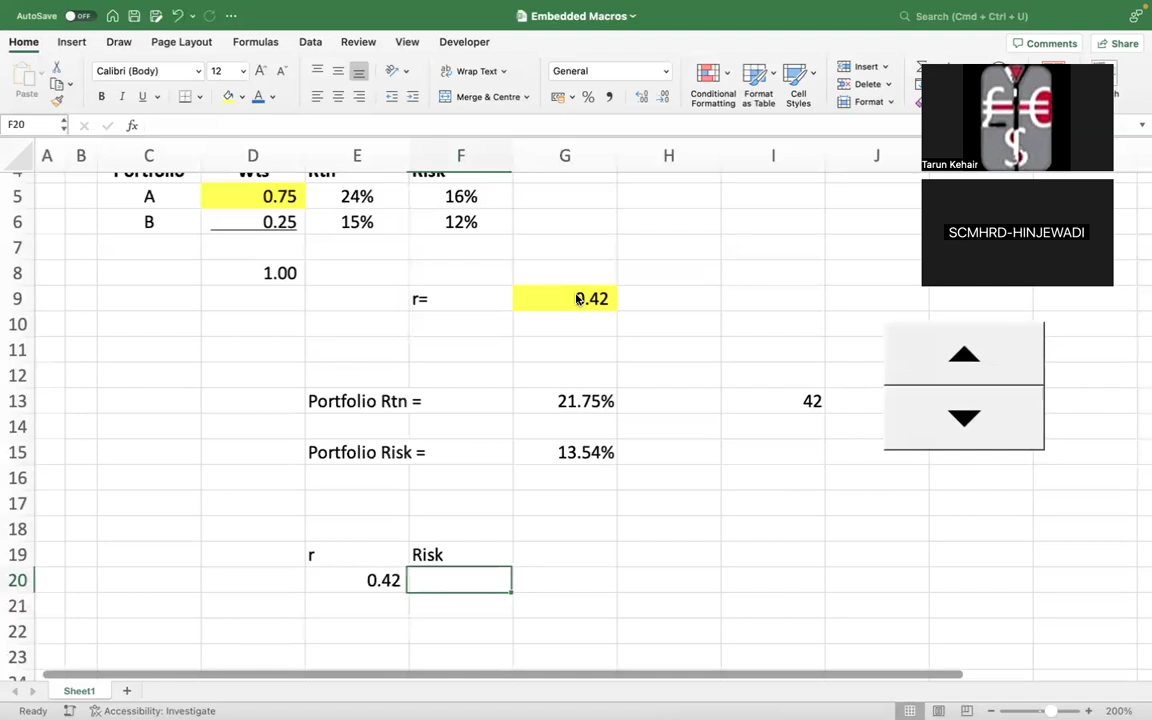 AutoSave OFF Embedded Macros Search (Cmd + Ctrl + U)
Home Insert Draw Page Layout Formulas Data Review View Developer Comments Share
Paste Calibri (Body) 12 A A Wrap Text General Conditional Formatting Format as Table Cell Styles Insert
B I U A Merge & Centre % Delete
Format
F20 fx
A B C D E F G H I J
4 Portfolio Wts Rtn Risk
5 A 0.75 24% 16%
6 B 0.25 15% 12%
7
8 1.00
9 r= 0.42
10
11
12
13 Portfolio Rtn = 21.75% 42
14
15 Portfolio Risk = 13.54%
16
17
18
19 r Risk
20 0.42
21
22
23
Tarun Kehair
SCMHRD-HINJEWADI
Sheet1
Ready Accessibility: Investigate 200%